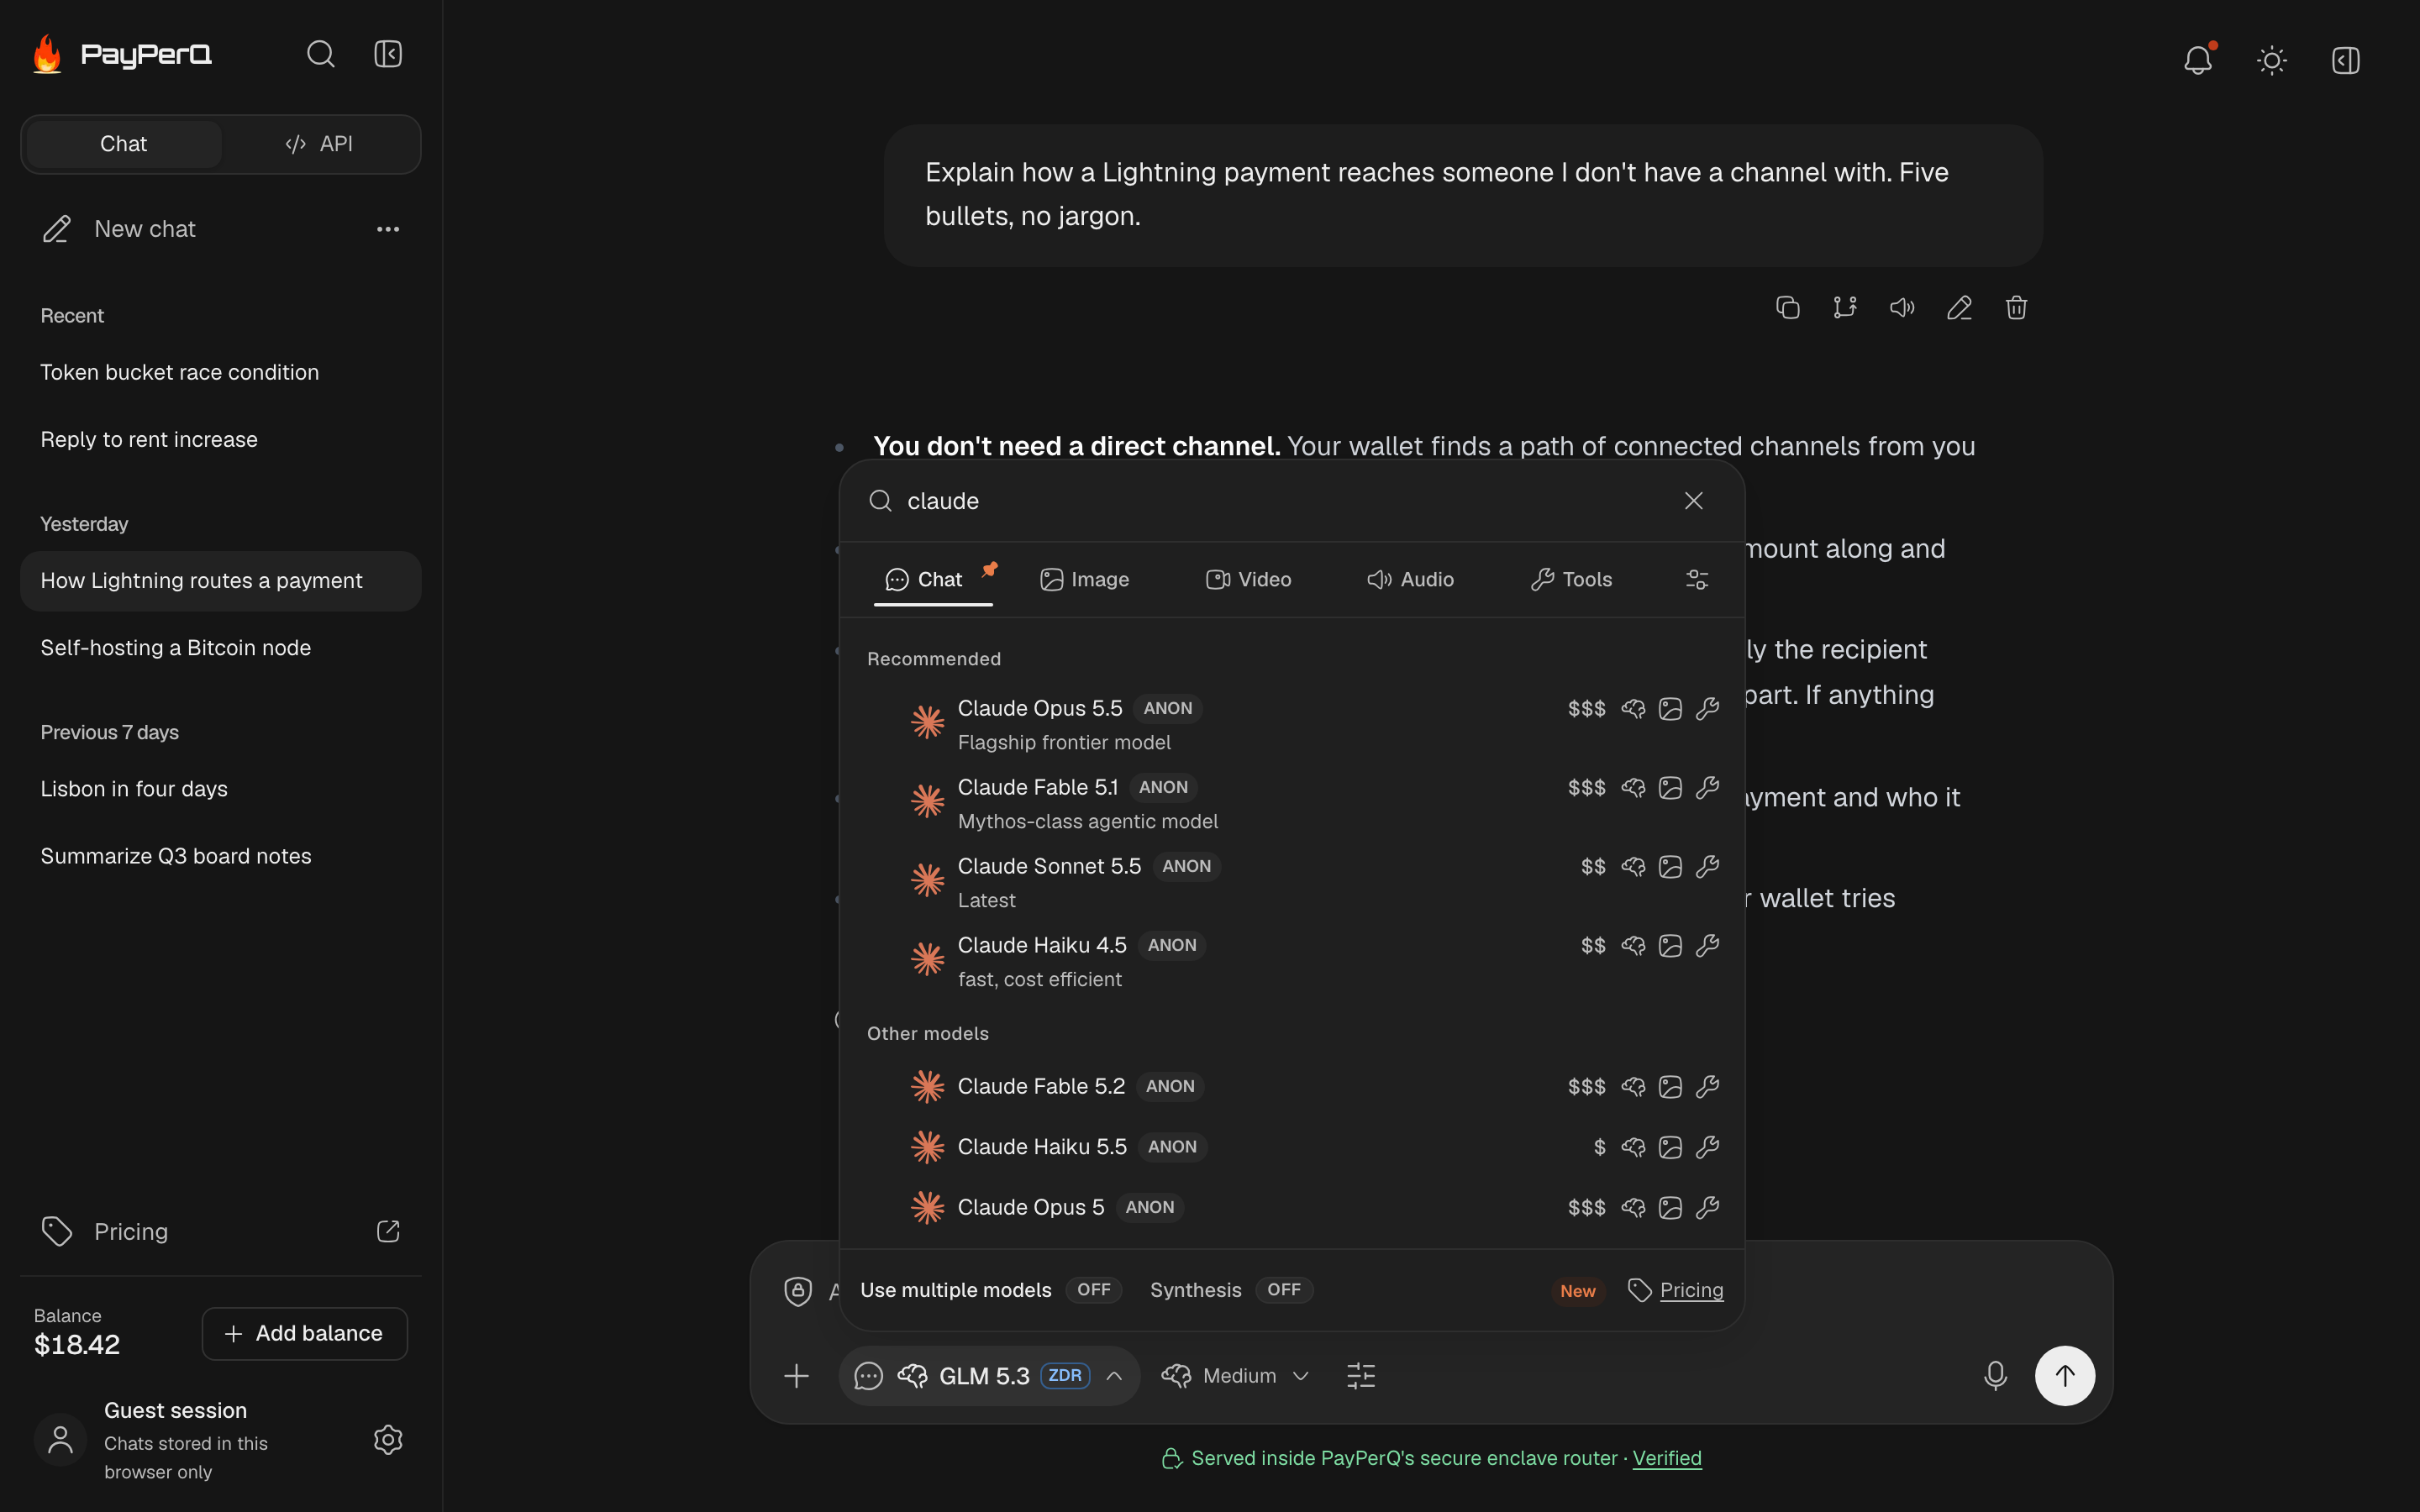 PayPerQ
Chat
API
New chat
Recent
Token bucket race condition
Reply to rent increase
Yesterday
How Lightning routes a payment
Self-hosting a Bitcoin node
Previous 7 days
Lisbon in four days
Summarize Q3 board notes
Pricing
Balance
$18.42
Add balance
Guest session
Chats stored in this
browser only
Explain how a Lightning payment reaches someone I don't have a channel with. Five
bullets, no jargon.
You don't need a direct channel. Your wallet finds a path of connected channels from you
along and
the recipient
part. If anything
and who it
wallet tries
claude
Chat
Image
Video
Audio
Tools
Recommended
Claude Opus 5.5 ANON $$$
Flagship frontier model
Claude Fable 5.1 ANON $$$
Mythos-class agentic model
Claude Sonnet 5.5 ANON $$
Latest
Claude Haiku 4.5 ANON $$
fast, cost efficient
Other models
Claude Fable 5.2 ANON $$$
Claude Haiku 5.5 ANON $
Claude Opus 5 ANON $$$
Use multiple models OFF Synthesis OFF New Pricing
GLM 5.3 ZDR Medium
Served inside PayPerQ's secure enclave router · Verified